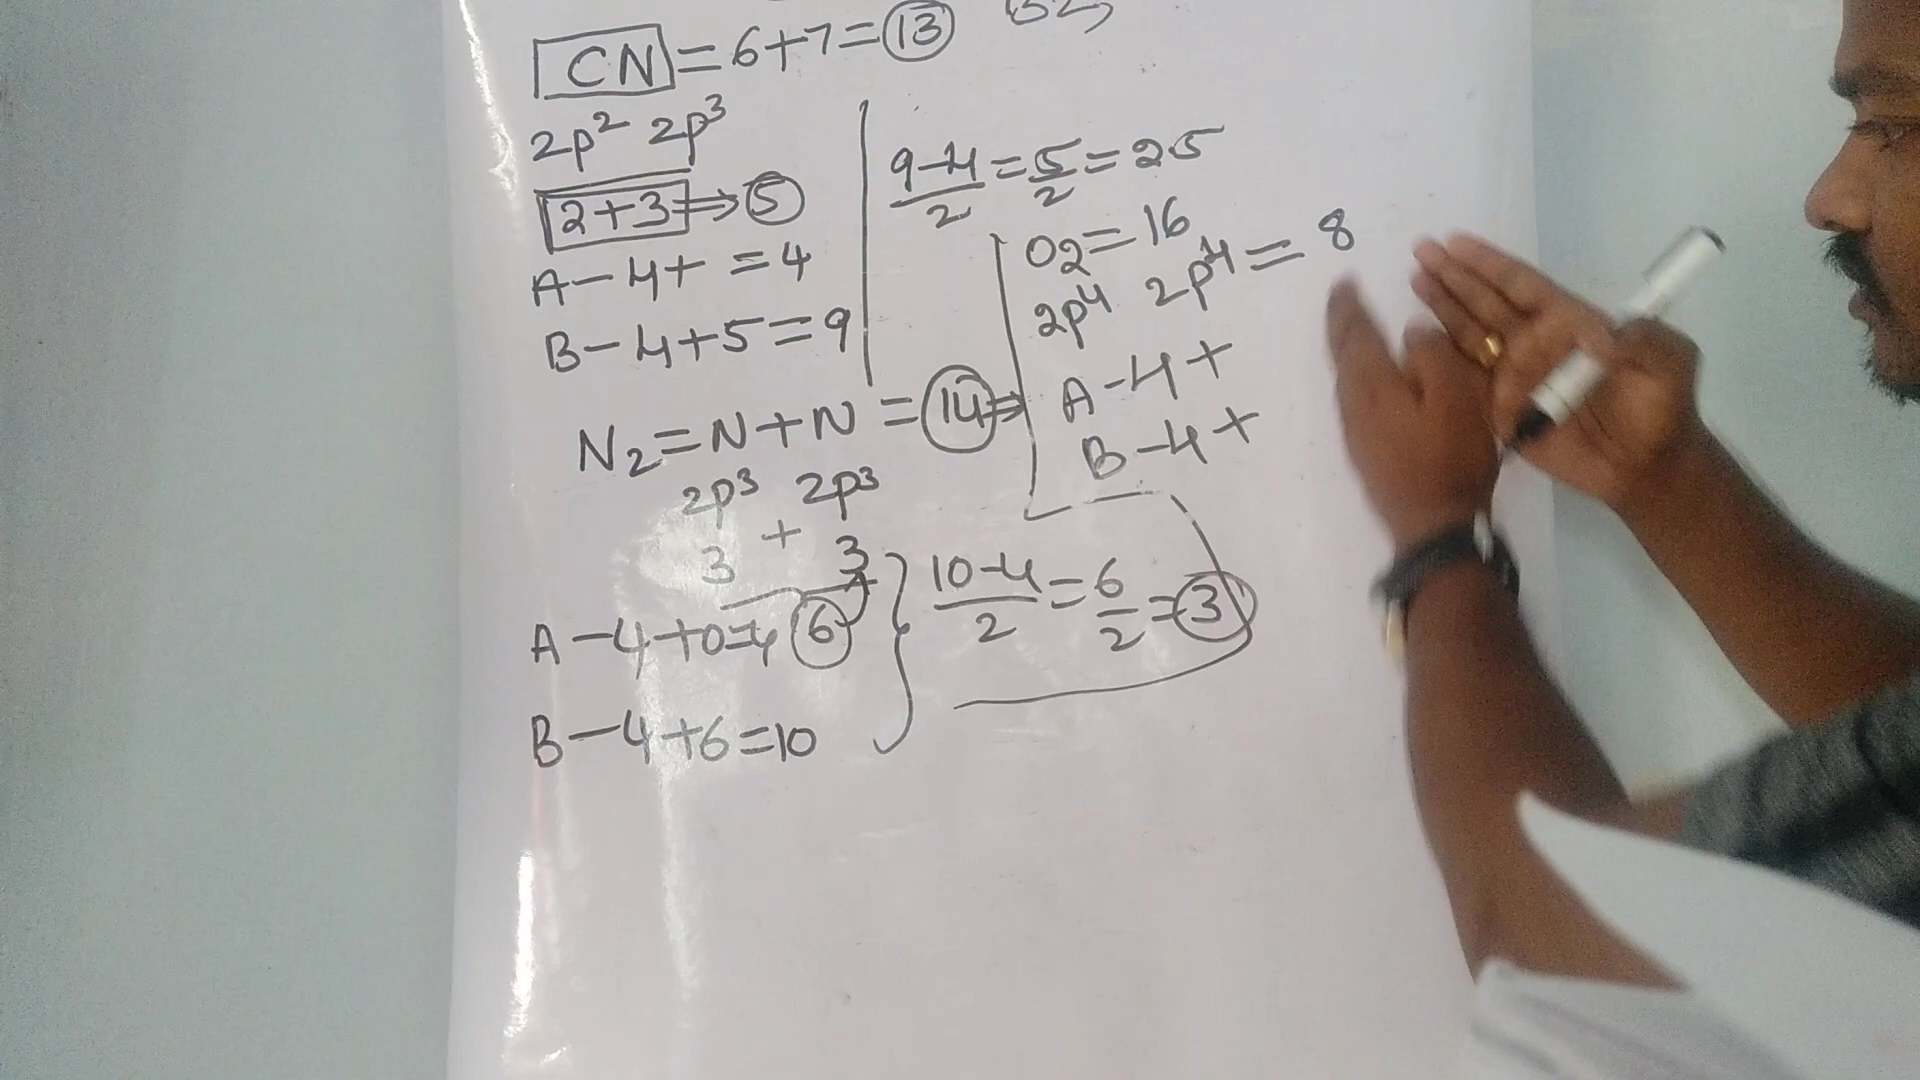 CN = 6+7 = 13
2p² 2p³
2+3 ⇒ 5
A - 4+ = 4
B - 4+5 = 9
9-4/2 = 5/2 = 25
N₂ = N+N = 14 ⇒
2p³ 2p³
3 + 3
6
A - 4+0=4
B - 4+6=10
10-4/2 = 6/2 = 3
O2 = 16
2p⁴ 2p⁴ = 8
A - 4+
B - 4+